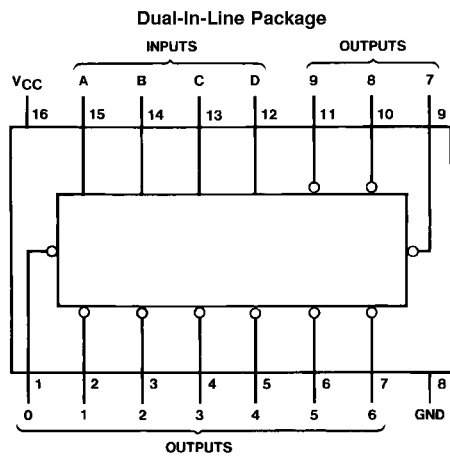 Dual-In-Line Package
INPUTS OUTPUTS
VCC A B C D 9 8 7
16 15 14 13 12 11 10 9
1 2 3 4 5 6 7 8
0 1 2 3 4 5 6 GND
OUTPUTS